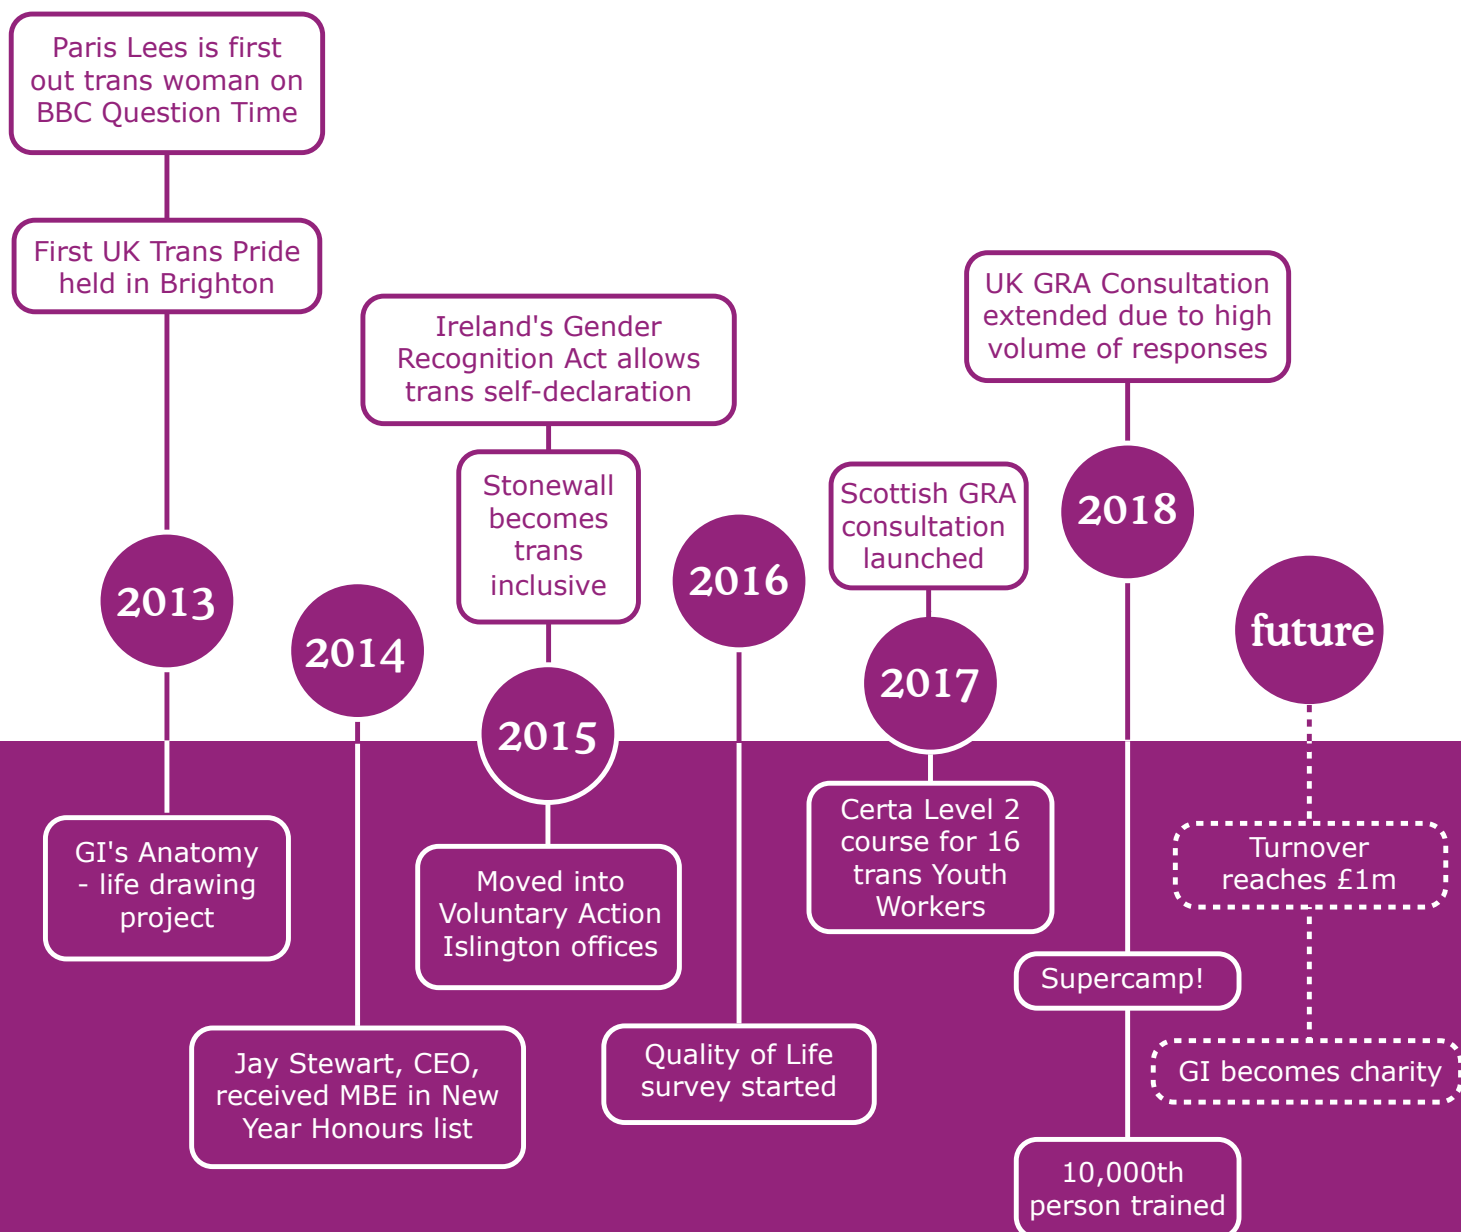 Paris Lees is first
out trans woman on
BBC Question Time
First UK Trans Pride
held in Brighton
2013
GI's Anatomy
- life drawing
project
2014
Jay Stewart, CEO,
received MBE in New
Year Honours list
Ireland's Gender
Recognition Act allows
trans self-declaration
Stonewall
becomes
trans
inclusive
2015
Moved into
Voluntary Action
Islington offices
2016
Quality of Life
survey started
Scottish GRA
consultation
launched
2017
Certa Level 2
course for 16
trans Youth
Workers
UK GRA Consultation
extended due to high
volume of responses
2018
Supercamp!
10,000th
person trained
future
Turnover
reaches £1m
GI becomes charity